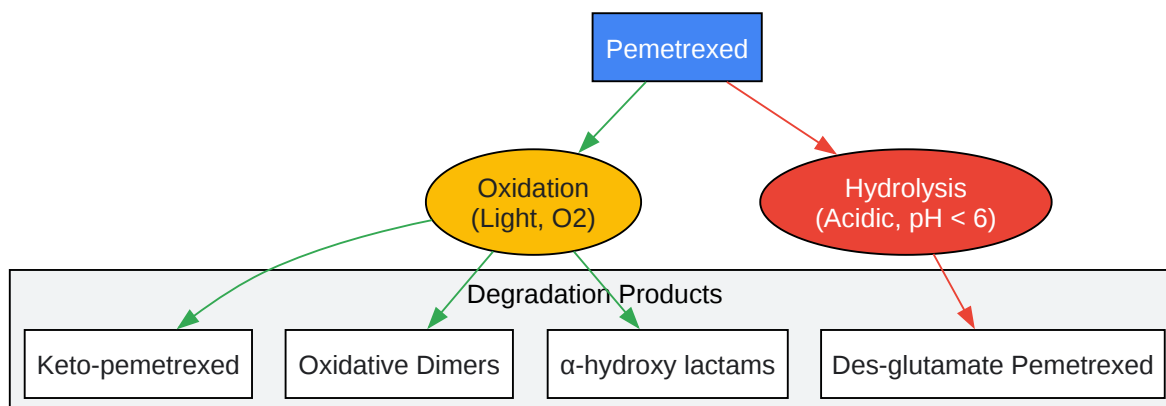 Pemetrexed
Oxidation
(Light, O2)
Hydrolysis
(Acidic, pH < 6)
Degradation Products
Keto-pemetrexed
Oxidative Dimers
α-hydroxy lactams
Des-glutamate Pemetrexed